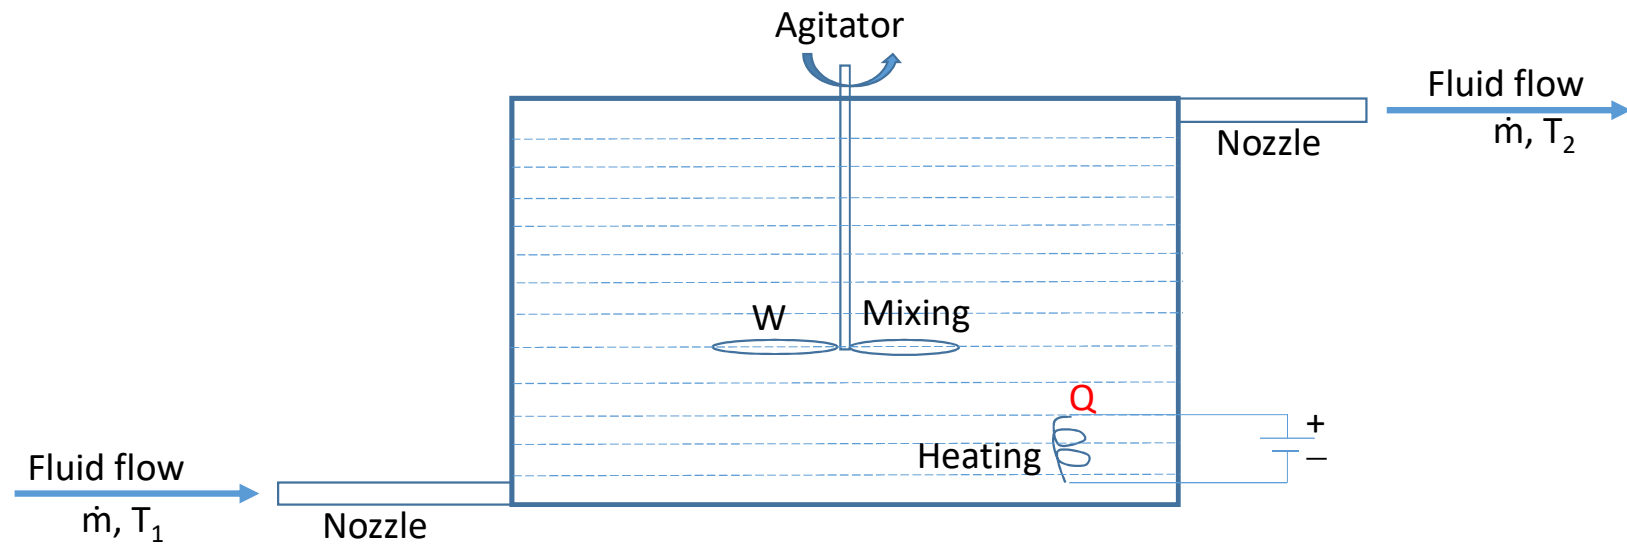 Agitator
Fluid flow
ṁ, T₂
Nozzle
W
Mixing
Q
Heating
+
–
Fluid flow
ṁ, T₁
Nozzle